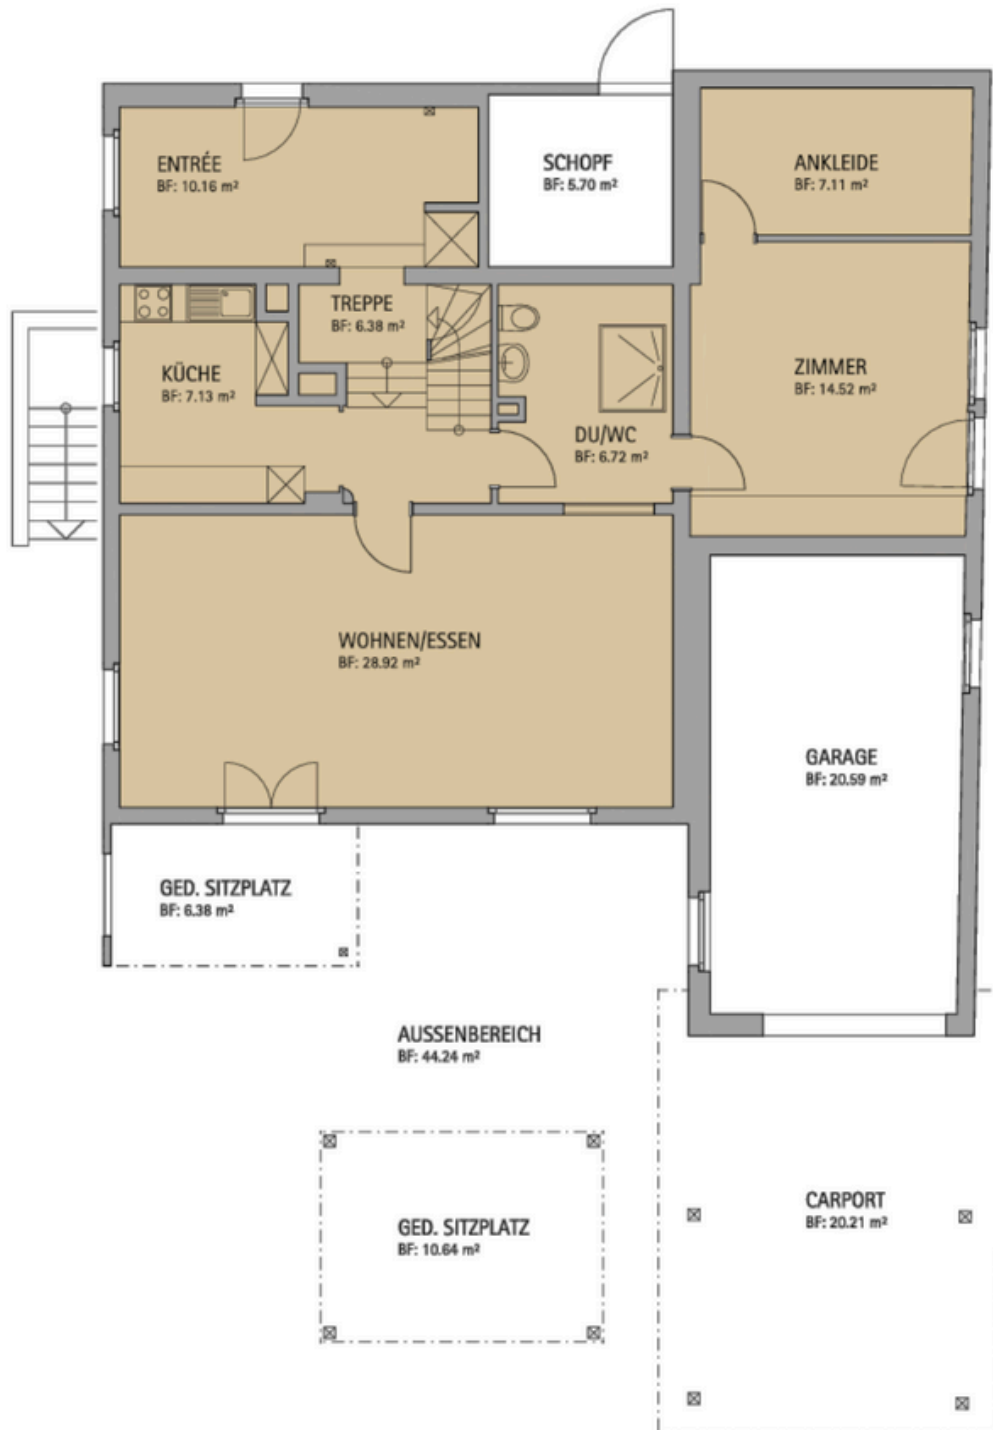 ENTRÉE
BF: 10.16 m²
SCHOPF
BF: 5.70 m²
ANKLEIDE
BF: 7.11 m²
TREPPE
BF: 6.38 m²
KÜCHE
BF: 7.13 m²
ZIMMER
BF: 14.52 m²
DU/WC
BF: 6.72 m²
WOHNEN/ESSEN
BF: 28.92 m²
GARAGE
BF: 20.59 m²
GED. SITZPLATZ
BF: 6.38 m²
AUSSENBEREICH
BF: 44.24 m²
CARPORT
BF: 20.21 m²
GED. SITZPLATZ
BF: 10.64 m²